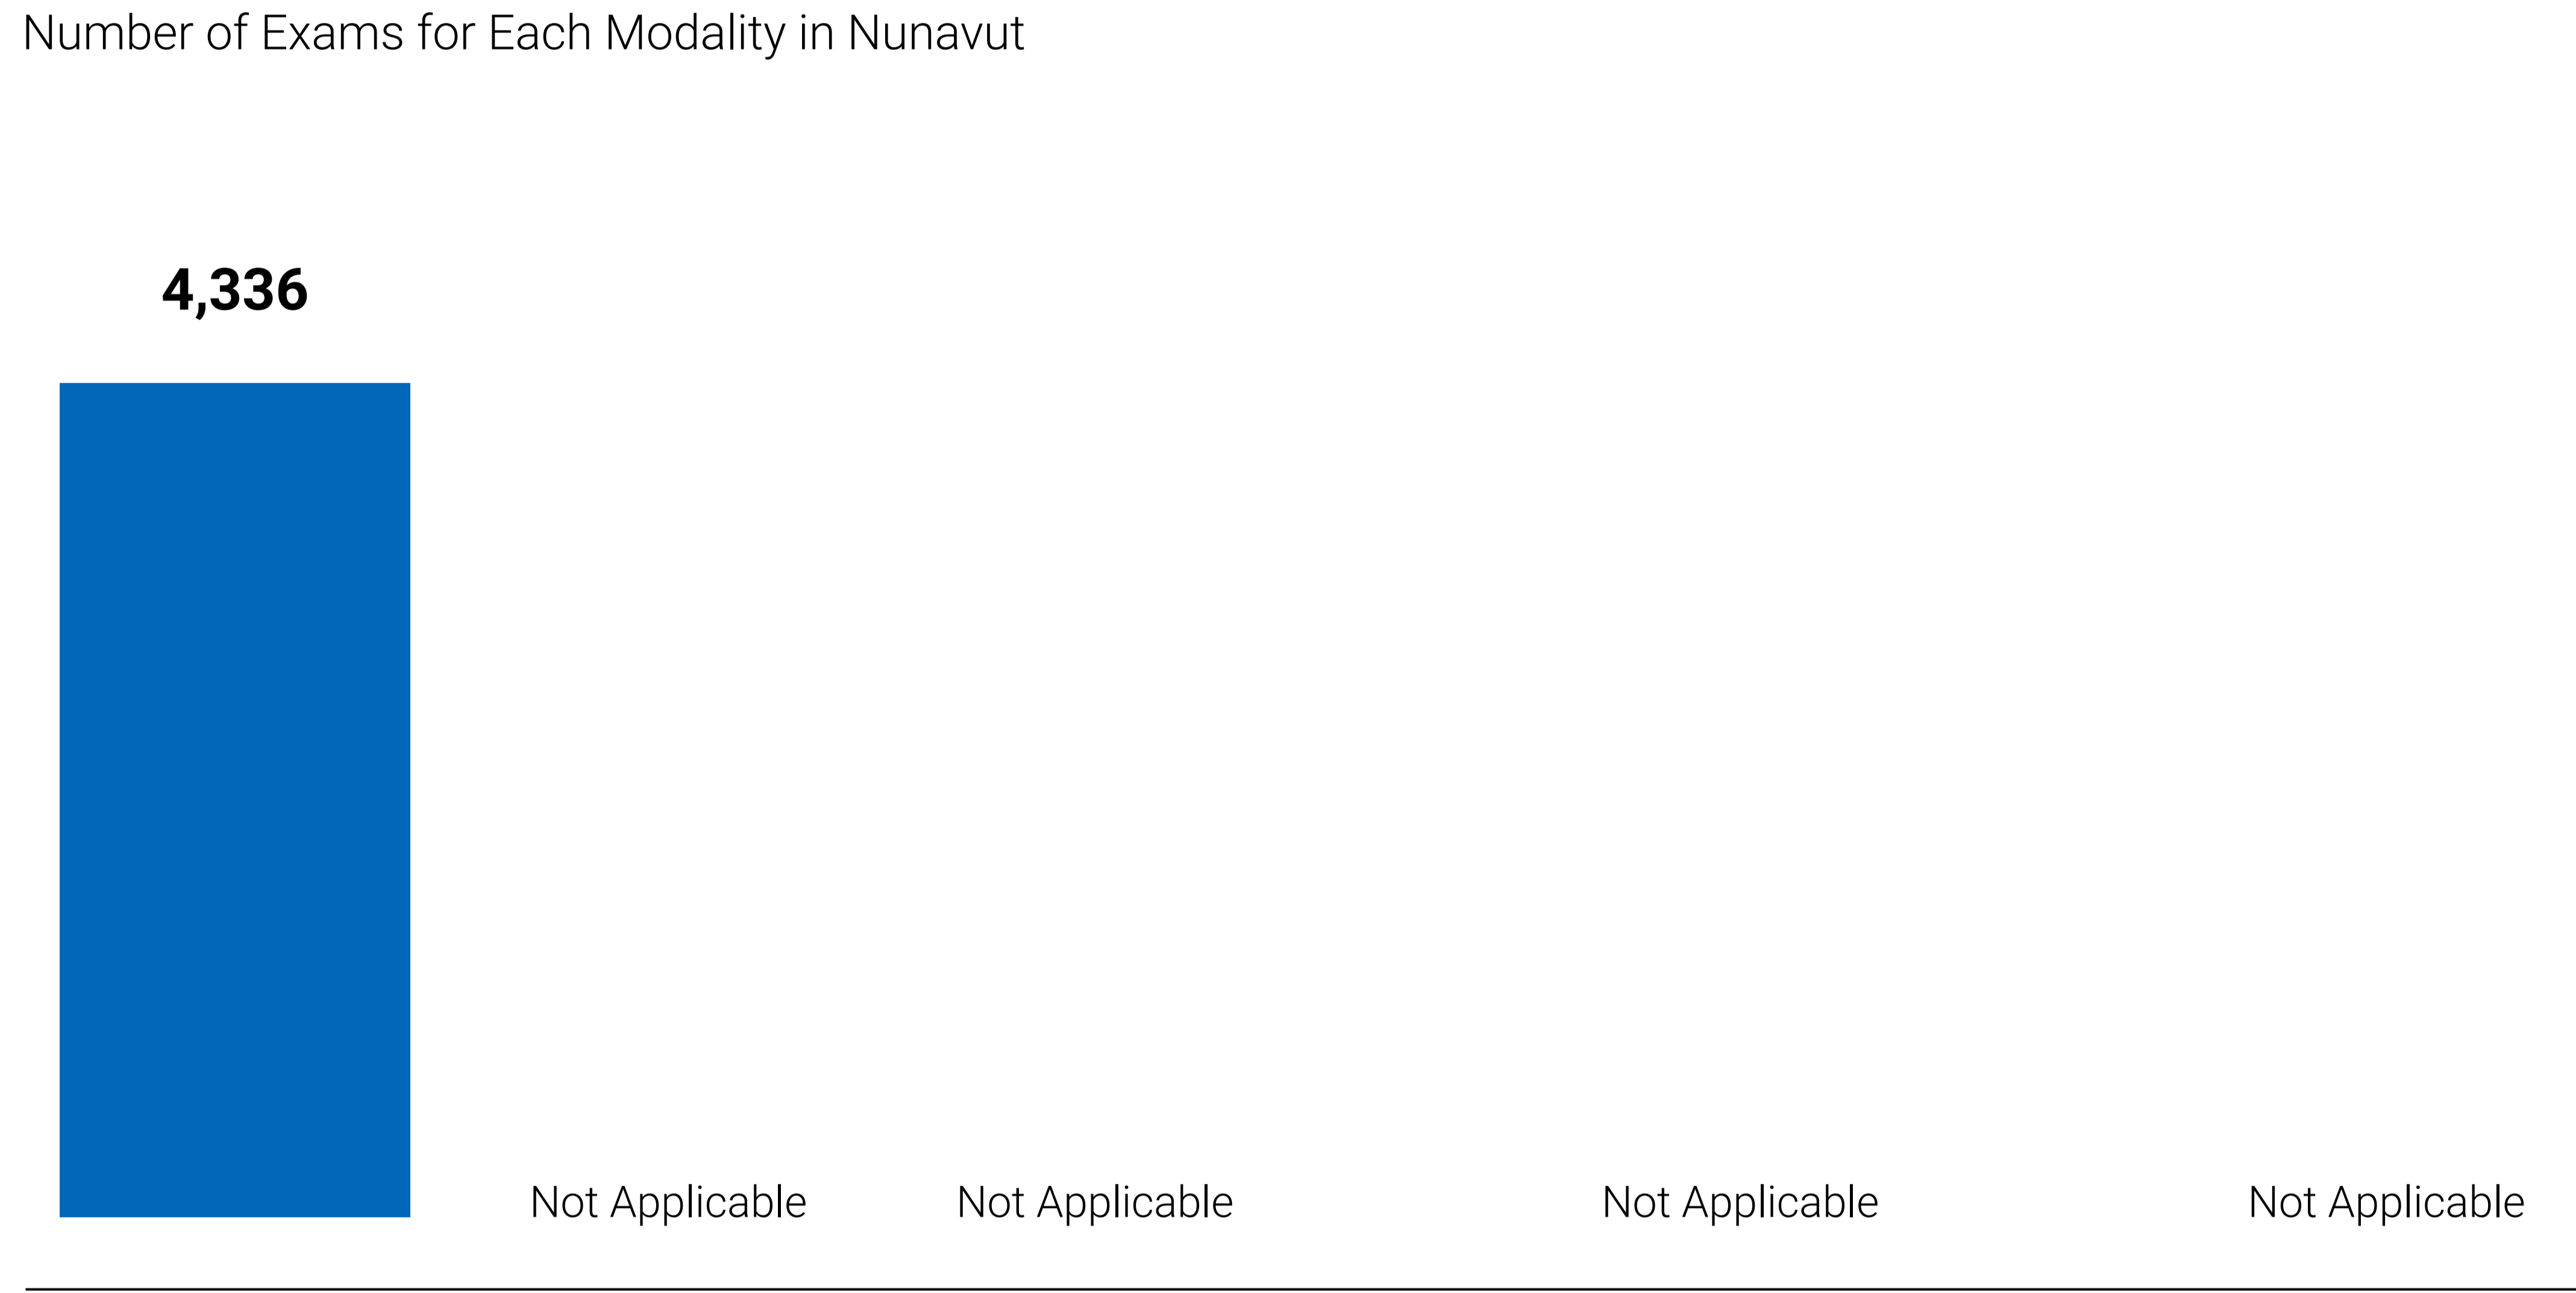 Number of Exams for Each Modality in Nunavut
4,336
Not Applicable Not Applicable Not Applicable Not Applicable